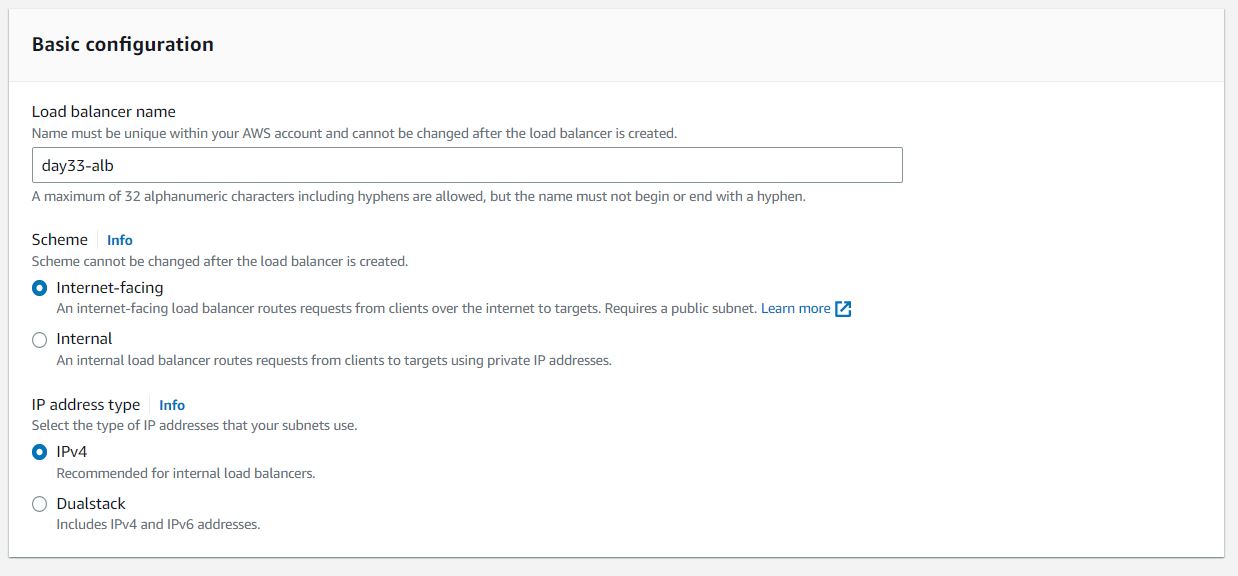 Basic configuration
Load balancer name
Name must be unique within your AWS account and cannot be changed after the load balancer is created.
day33-alb
A maximum of 32 alphanumeric characters including hyphens are allowed, but the name must not begin or end with a hyphen.
Scheme Info
Scheme cannot be changed after the load balancer is created.
Internet-facing
An internet-facing load balancer routes requests from clients over the internet to targets. Requires a public subnet. Learn more
Internal
An internal load balancer routes requests from clients to targets using private IP addresses.
IP address type Info
Select the type of IP addresses that your subnets use.
IPv4
Recommended for internal load balancers.
Dualstack
Includes IPv4 and IPv6 addresses.